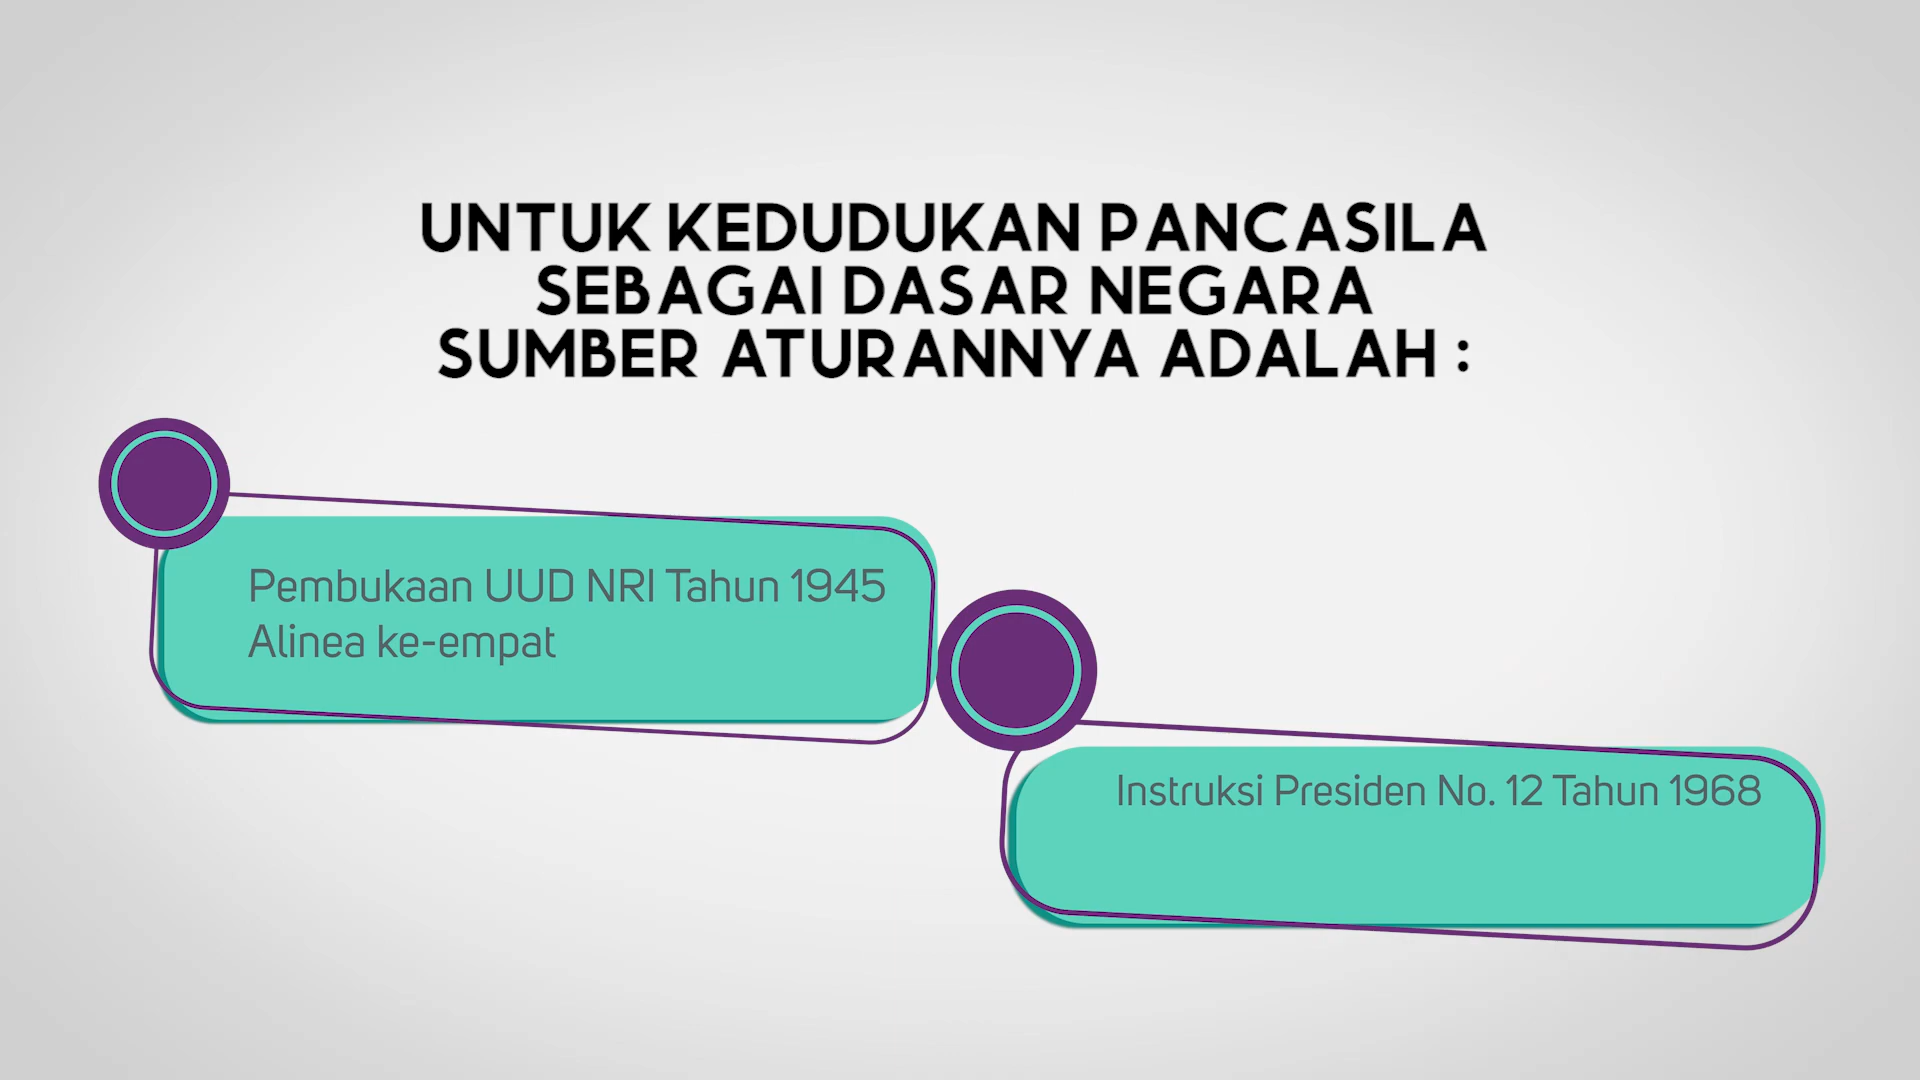 UNTUK KEDUDUKAN PANCASILA
SEBAGAI DASAR NEGARA
SUMBER ATURANNYA ADALAH :
Pembukaan UUD NRI Tahun 1945
Alinea ke-empat
Instruksi Presiden No. 12 Tahun 1968